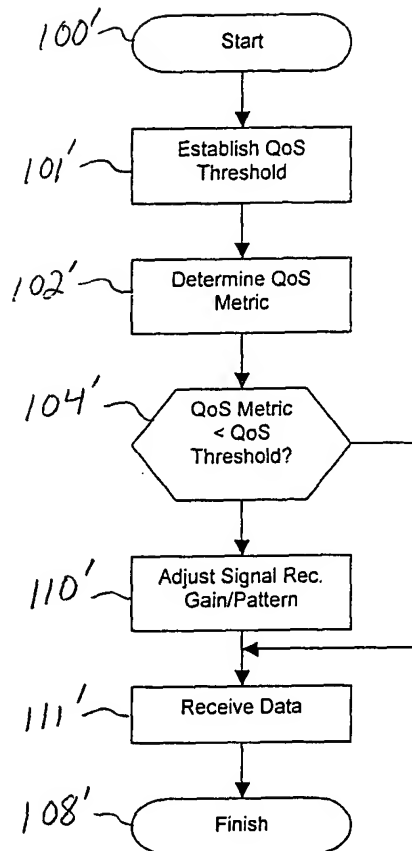 100'
Start
101'
Establish QoS
Threshold
102'
Determine QoS
Metric
104'
QoS Metric
< QoS
Threshold?
110'
Adjust Signal Rec.
Gain/Pattern
111'
Receive Data
108'
Finish